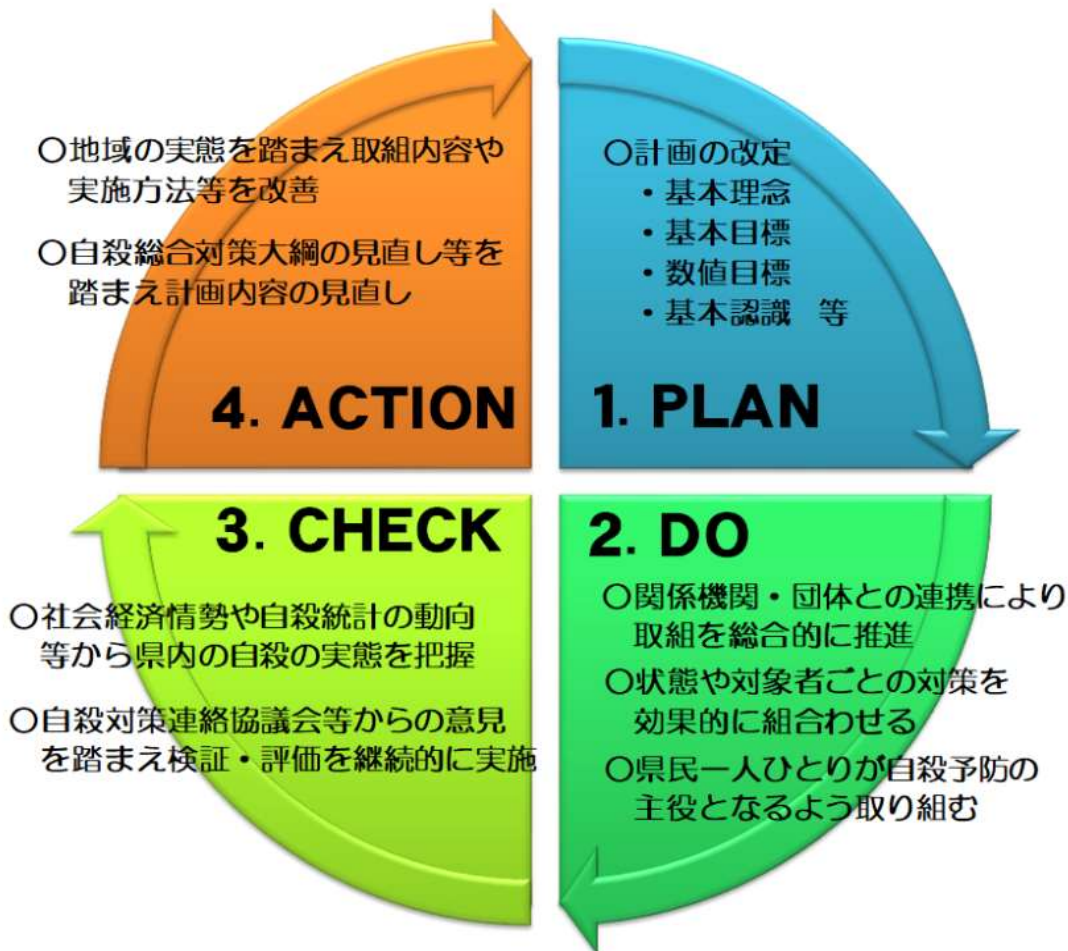 〇計画の改定
・基本理念
・基本目標
・数値目標
・基本認識 等
1. PLAN
2. DO
〇関係機関・団体との連携により
取組を総合的に推進
〇状態や対象者ごとの対策を
効果的に組合わせる
〇県民一人ひとりが自殺予防の
主役となるよう取り組む
3. CHECK
〇社会経済情勢や自殺統計の動向
等から県内の自殺の実態を把握
〇自殺対策連絡協議会等からの意見
を踏まえ検証・評価を継続的に実施
〇地域の実態を踏まえ取組内容や
実施方法等を改善
〇自殺総合対策大綱の見直し等を
踏まえ計画内容の見直し
4. ACTION